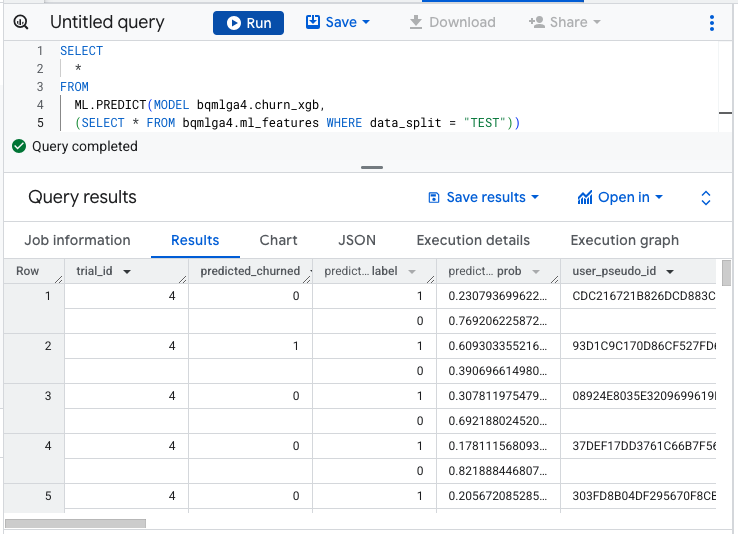 Untitled query Run Save Download Share
1 SELECT
2 *
3 FROM
4 ML.PREDICT(MODEL bqmlga4.churn_xgb,
5 (SELECT * FROM bqmlga4.ml_features WHERE data_split = "TEST"))
Query completed
Query results Save results Open in
Job information Results Chart JSON Execution details Execution graph
Row trial_id predicted_churned predict... label predict... prob user_pseudo_id
1 4 0 1 0.230793699622... CDC216721B826DCD883C
0 0.769206225872...
2 4 1 1 0.609303355216... 93D1C9C170D86CF527FD
0 0.390696614980...
3 4 0 1 0.307811975479... 08924E8035E3209699619
0 0.692188024520...
4 4 0 1 0.178111568093... 37DEF17DD3761C66B7F56
0 0.821888446807...
5 4 0 1 0.205672085285... 303FD8B04DF295670F8CE